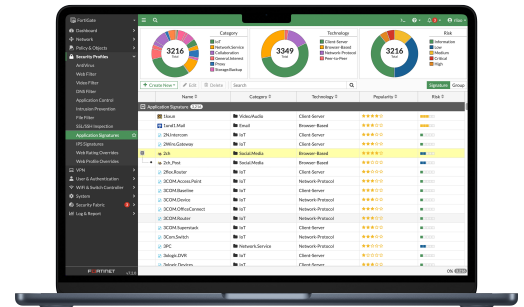 FortiGate
Dashboard
Network
Policy & Objects
Security Profiles
AntiVirus
Web Filter
Video Filter
DNS Filter
Application Control
Intrusion Prevention
File Filter
SSL/SSH Inspection
Application Signatures
IPS Signatures
Web Rating Overrides
Web Profile Overrides
VPN
User & Authentication
WiFi & Switch Controller
System
Security Fabric
Log & Report
FORTINET
Category
3216
Total
IoT
Network.Service
Collaboration
General.Interest
Proxy
Storage.Backup
Technology
3349
Total
Client-Server
Browser-Based
Network-Protocol
Peer-to-Peer
Risk
3216
Total
Information
Low
Medium
Critical
High
+ Create New
Edit
Delete
Search
Signature
Group
Name
Category
Technology
Popularity
Risk
Application Signature 3,216
1kxun
Video/Audio
Client-Server
1und1.Mail
Email
Browser-Based
2N.Intercom
IoT
Client-Server
2Wire.Gateway
IoT
Client-Server
2ch
Social.Media
Browser-Based
2ch_Post
Social.Media
Browser-Based
2flex.Router
IoT
Client-Server
3COM.Access.Point
IoT
Network-Protocol
3COM.Baseline
IoT
Client-Server
3COM.Device
IoT
Network-Protocol
3COM.OfficeConnect
IoT
Network-Protocol
3COM.Router
IoT
Network-Protocol
3COM.Superstack
IoT
Client-Server
3Com.Switch
IoT
Network-Protocol
3PC
Network.Service
Network-Protocol
3xlogic.DVR
IoT
Client-Server
3xlogic.Devices
IoT
Client-Server
0%